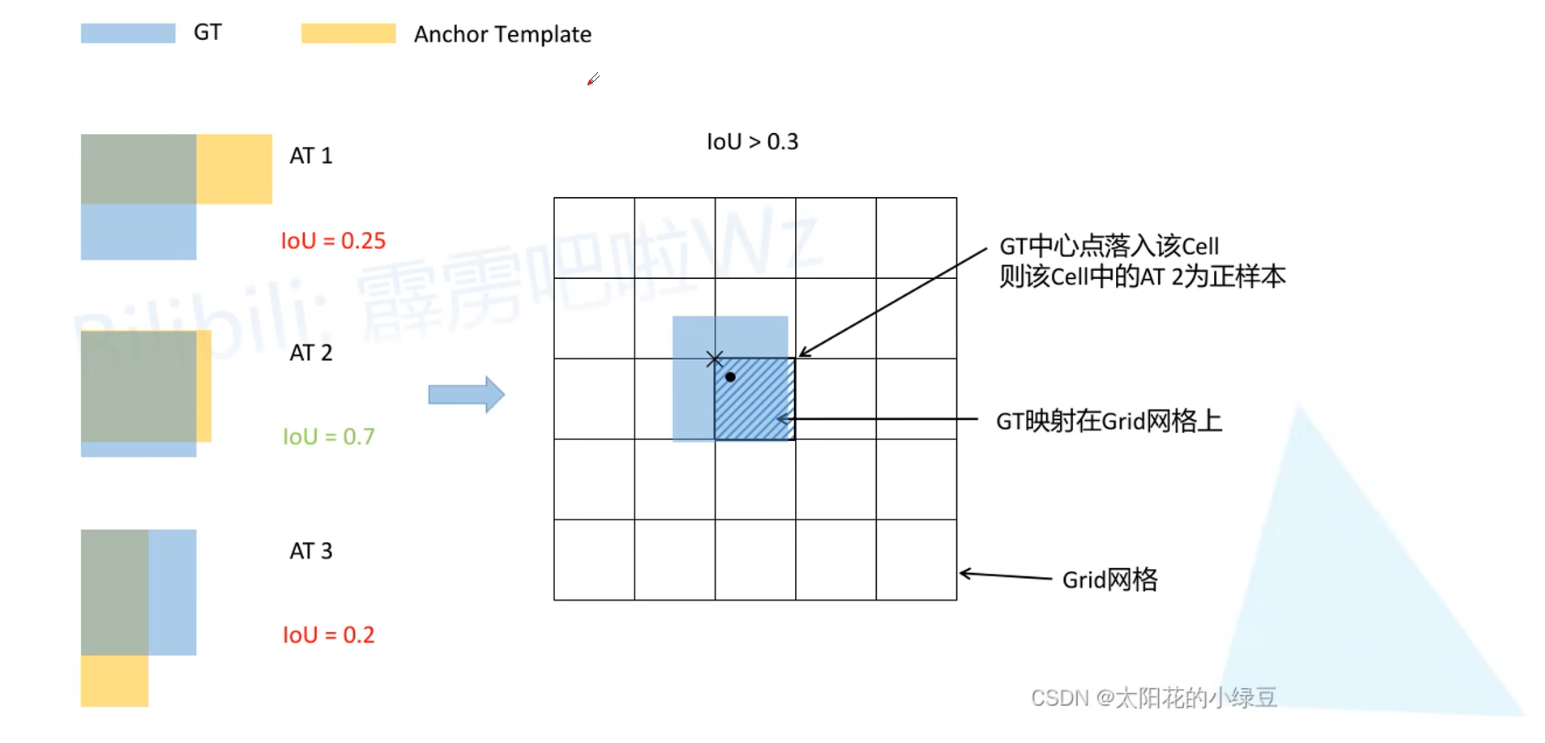 GT
Anchor Template
IoU > 0.3
AT 1
IoU = 0.25
GT中心点落入该Cell
则该Cell中的AT 2为正样本
Bilibili: 霹雳吧啦Wz
AT 2
IoU = 0.7
GT映射在Grid网格上
AT 3
Grid网格
IoU = 0.2
CSDN @太阳花的小绿豆